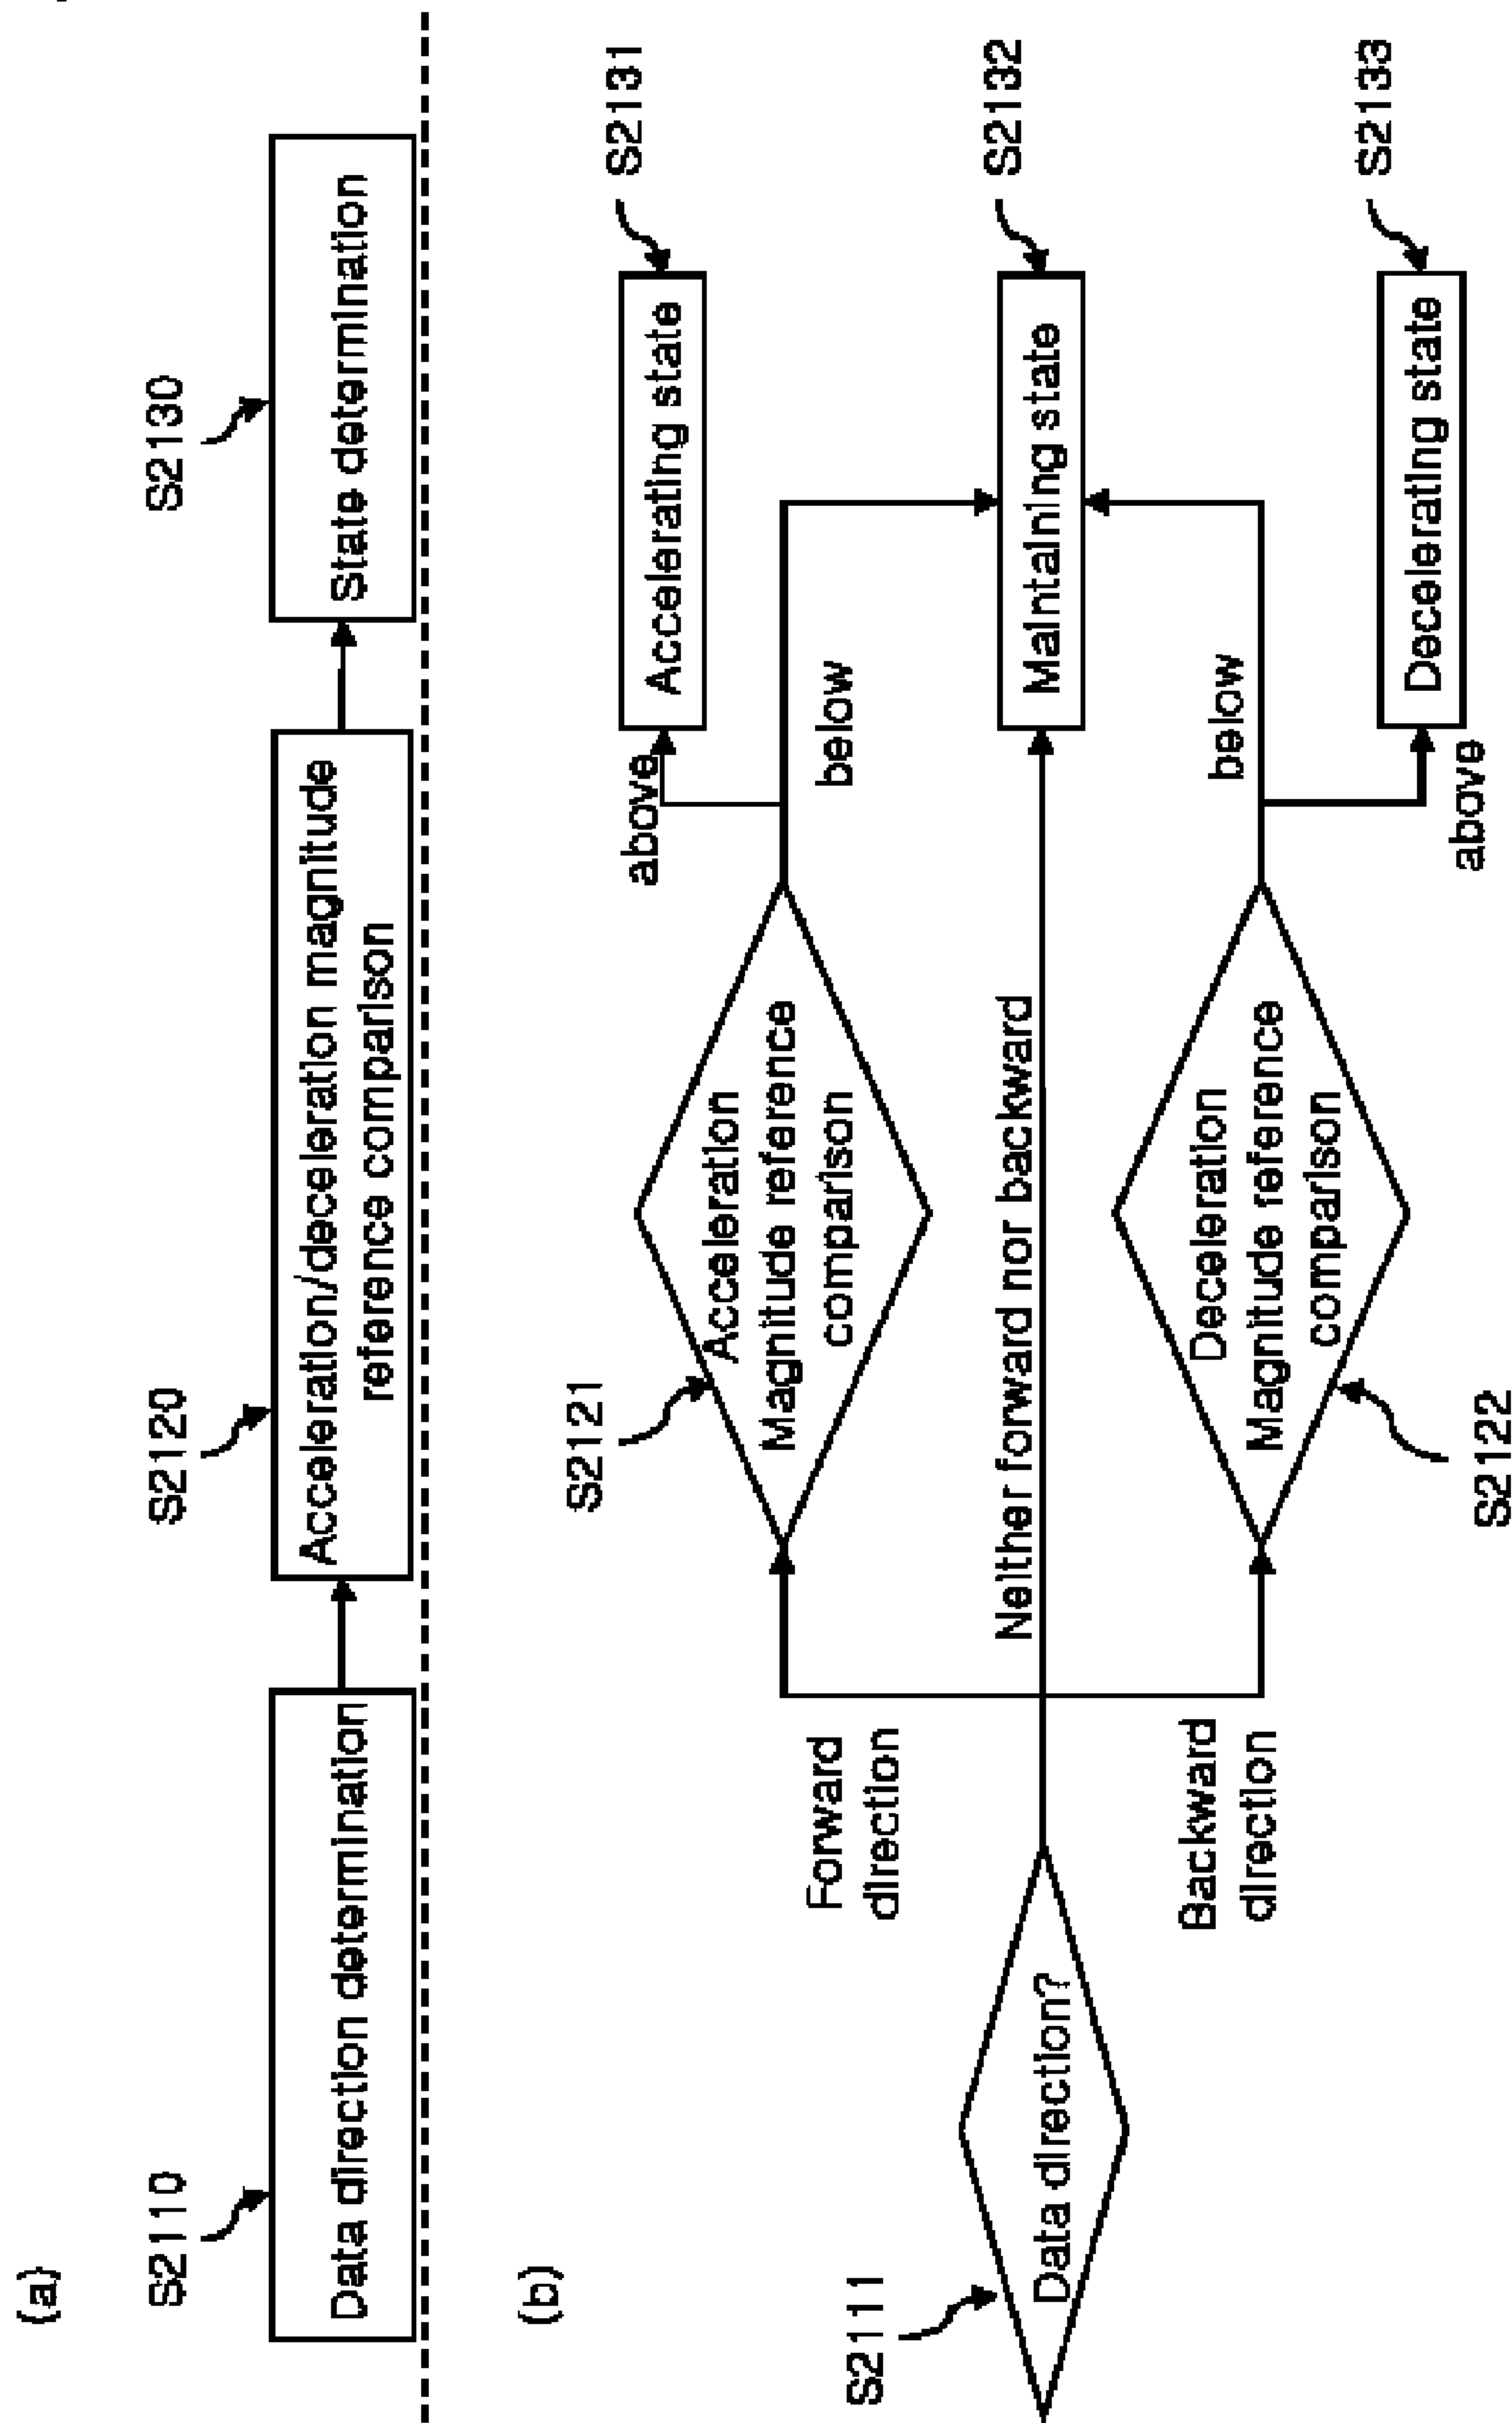 (a)
S2110
S2120
S2130
Data direction determination
Acceleration/deceleration magnitude
reference comparison
State determination
(b)
S2111
Data direction?
Forward
direction
Neither forward nor backward
Backward
direction
S2121
Acceleration
Magnitude reference
comparison
above
below
S2122
Deceleration
Magnitude reference
comparison
below
above
Accelerating state
S2131
Maintaining state
S2132
Decelerating state
S2133